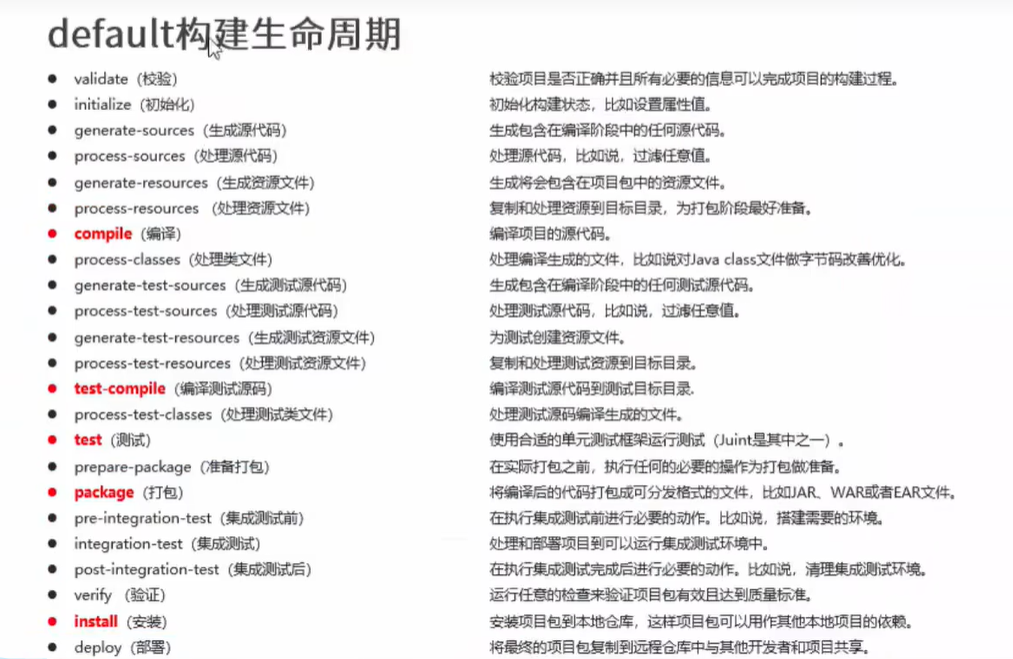 default构建生命周期
● validate（校验） 校验项目是否正确并且所有必要的信息可以完成项目的构建过程。
● initialize（初始化） 初始化构建状态，比如设置属性值。
● generate-sources（生成源代码） 生成包含在编译阶段中的任何源代码。
● process-sources（处理源代码） 处理源代码，比如说，过滤任意值。
● generate-resources（生成资源文件） 生成将会包含在项目包中的资源文件。
● process-resources （处理资源文件） 复制和处理资源到目标目录，为打包阶段最好准备。
● compile（编译） 编译项目的源代码。
● process-classes（处理类文件） 处理编译生成的文件，比如说对Java class文件做字节码改善优化。
● generate-test-sources（生成测试源代码） 生成包含在编译阶段中的任何测试源代码。
● process-test-sources（处理测试源代码） 处理测试源代码，比如说，过滤任意值。
● generate-test-resources（生成测试资源文件） 为测试创建资源文件。
● process-test-resources（处理测试资源文件） 复制和处理测试资源到目标目录。
● test-compile（编译测试源码） 编译测试源代码到测试目标目录.
● process-test-classes（处理测试类文件） 处理测试源码编译生成的文件。
● test（测试） 使用合适的单元测试框架运行测试（Juint是其中之一）。
● prepare-package（准备打包） 在实际打包之前，执行任何的必要的操作为打包做准备。
● package（打包） 将编译后的代码打包成可分发格式的文件，比如JAR、WAR或者EAR文件。
● pre-integration-test（集成测试前） 在执行集成测试前进行必要的动作。比如说，搭建需要的环境。
● integration-test（集成测试） 处理和部署项目到可以运行集成测试环境中。
● post-integration-test（集成测试后） 在执行集成测试完成后进行必要的动作。比如说，清理集成测试环境。
● verify （验证） 运行任意的检查来验证项目包有效且达到质量标准。
● install（安装） 安装项目包到本地仓库，这样项目包可以用作其他本地项目的依赖。
● deploy（部署） 将最终的项目包复制到远程仓库中与其他开发者和项目共享。